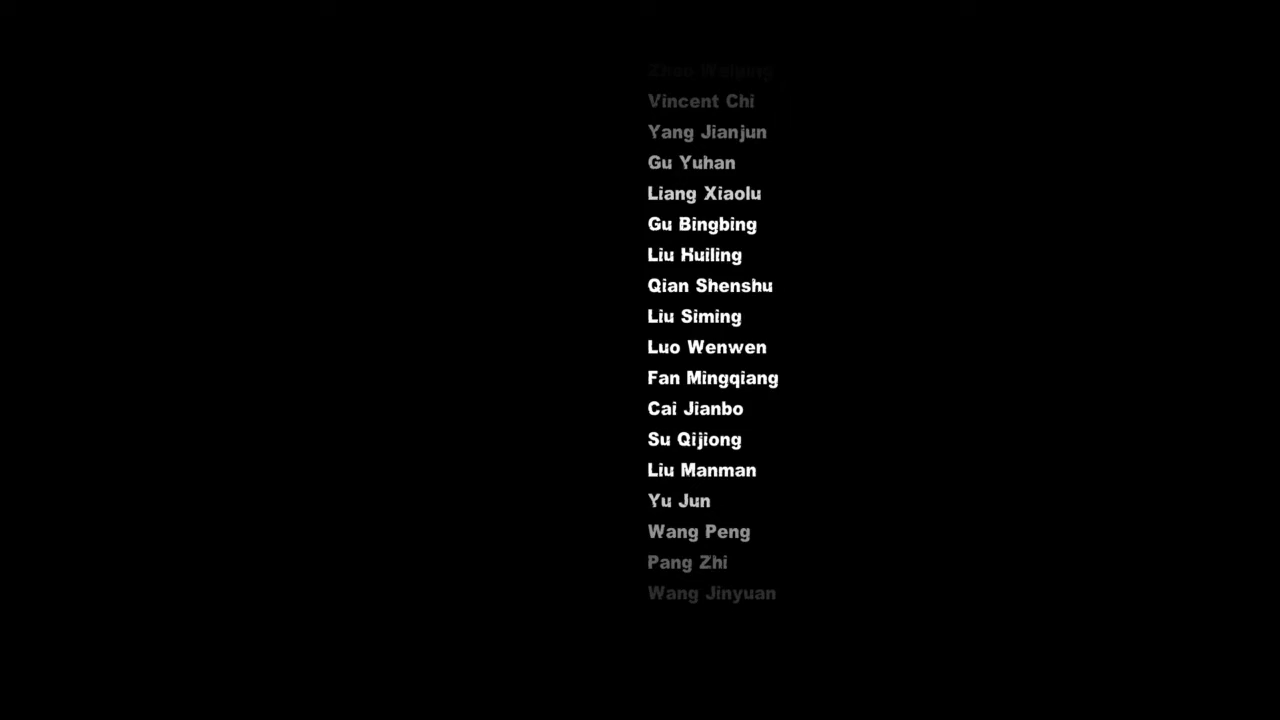 Vincent Chi
Yang Jianjun
Gu Yuhan
Liang Xiaolu
Gu Bingbing
Liu Huiling
Qian Shenshu
Liu Siming
Luo Wenwen
Fan Mingqiang
Cai Jianbo
Su Qijiong
Liu Manman
Yu Jun
Wang Peng
Pang Zhi
Wang Jinyuan